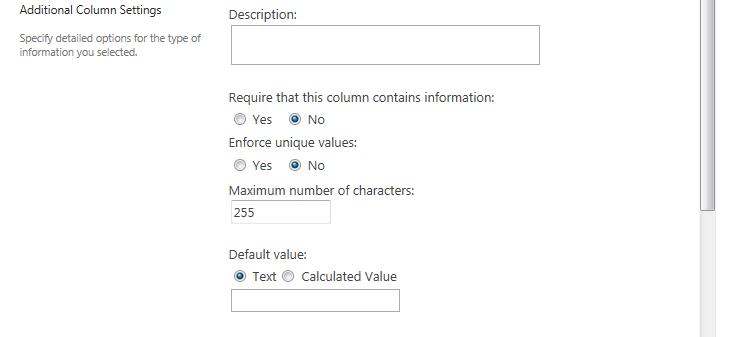 Additional Column Settings
Specify detailed options for the type of
information you selected.
Description:
Require that this column contains information:
Yes No
Enforce unique values:
Yes No
Maximum number of characters:
255
Default value:
Text Calculated Value